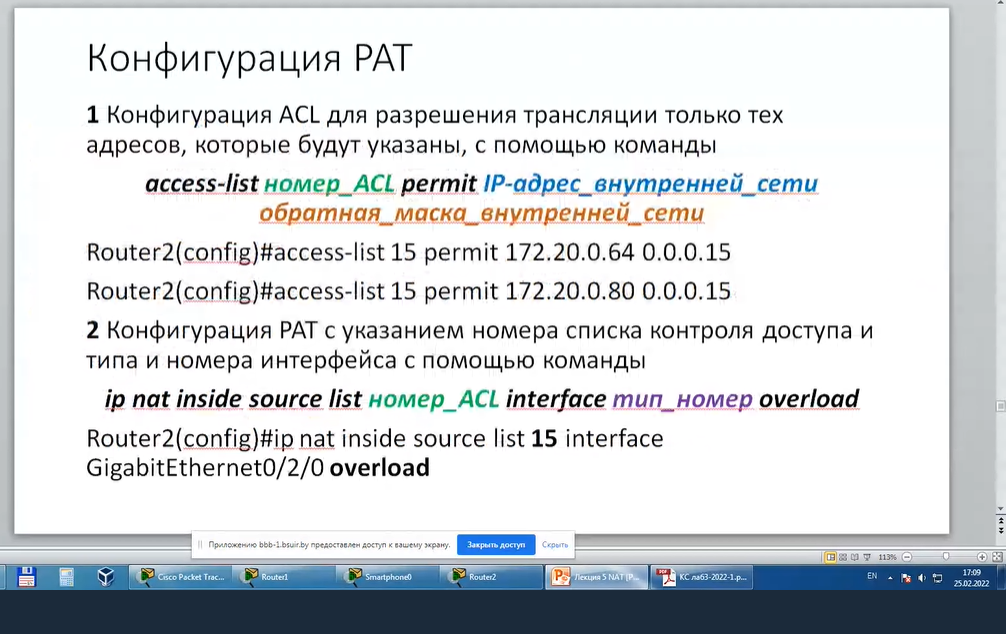 Конфигурация PAT
1 Конфигурация ACL для разрешения трансляции только тех
адресов, которые будут указаны, с помощью команды
access-list номер_ACL permit IP-адрес_внутренней_сети
обратная_маска_внутренней_сети
Router2(config)#access-list 15 permit 172.20.0.64 0.0.0.15
Router2(config)#access-list 15 permit 172.20.0.80 0.0.0.15
2 Конфигурация PAT с указанием номера списка контроля доступа и
типа и номера интерфейса с помощью команды
ip nat inside source list номер_ACL interface тип_номер overload
Router2(config)#ip nat inside source list 15 interface
GigabitEthernet0/2/0 overload
Приложению bbb-1.bsuir.by предоставлен доступ к вашему экрану. Закрыть доступ Скрыть
113%
Cisco Packet Trac... Router1 Smartphone0 Router2 Лекция 5 NAT [P... КС лаб3-2022-1.p... EN 17:09
25.02.2022